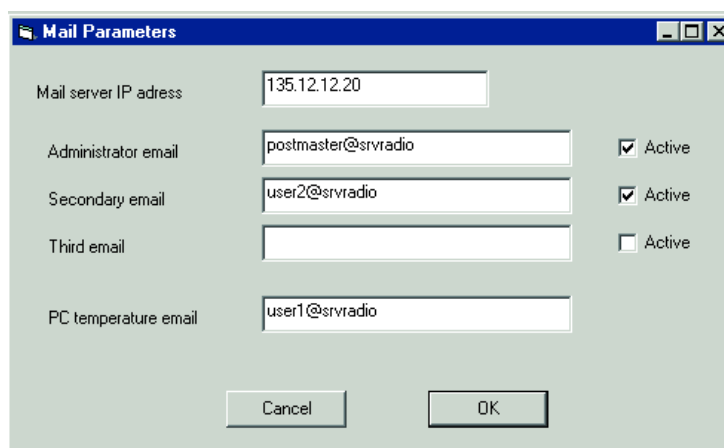 Mail Parameters
Mail server IP adress 135.12.12.20
Administrator email postmaster@srvradio Active
Secondary email user2@srvradio Active
Third email Active
PC temperature email user1@srvradio
Cancel OK